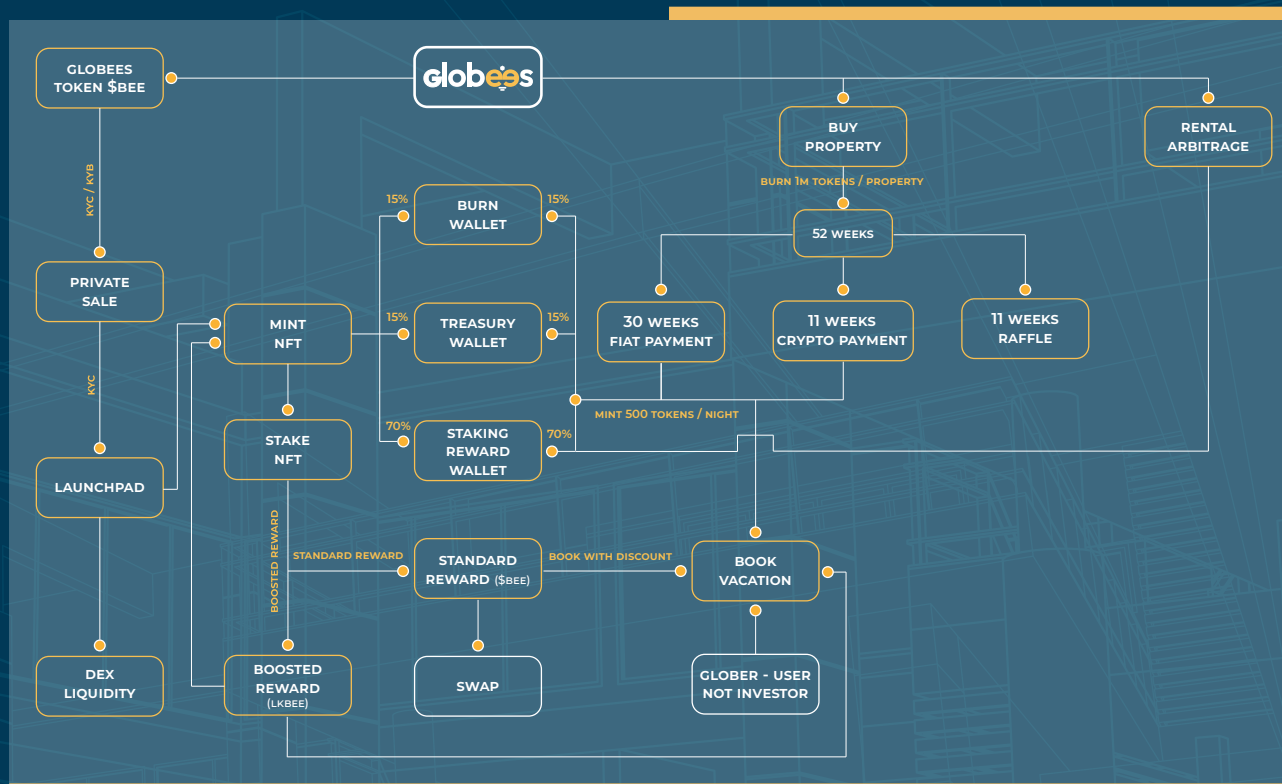 GLOBEES
TOKEN $BEE
globees
BUY
PROPERTY
RENTAL
ARBITRAGE
KYC / KYB
BURN 1M TOKENS / PROPERTY
15%
BURN
WALLET
15%
52 WEEKS
PRIVATE
SALE
MINT
NFT
15%
TREASURY
WALLET
15%
30 WEEKS
FIAT PAYMENT
11 WEEKS
CRYPTO PAYMENT
11 WEEKS
RAFFLE
KYC
MINT 500 TOKENS / NIGHT
STAKE
NFT
70%
STAKING
REWARD
WALLET
70%
LAUNCHPAD
BOOSTED REWARD
STANDARD REWARD
STANDARD
REWARD ($BEE)
BOOK WITH DISCOUNT
BOOK
VACATION
DEX
LIQUIDITY
BOOSTED
REWARD
(LKBEE)
SWAP
GLOBER - USER
NOT INVESTOR